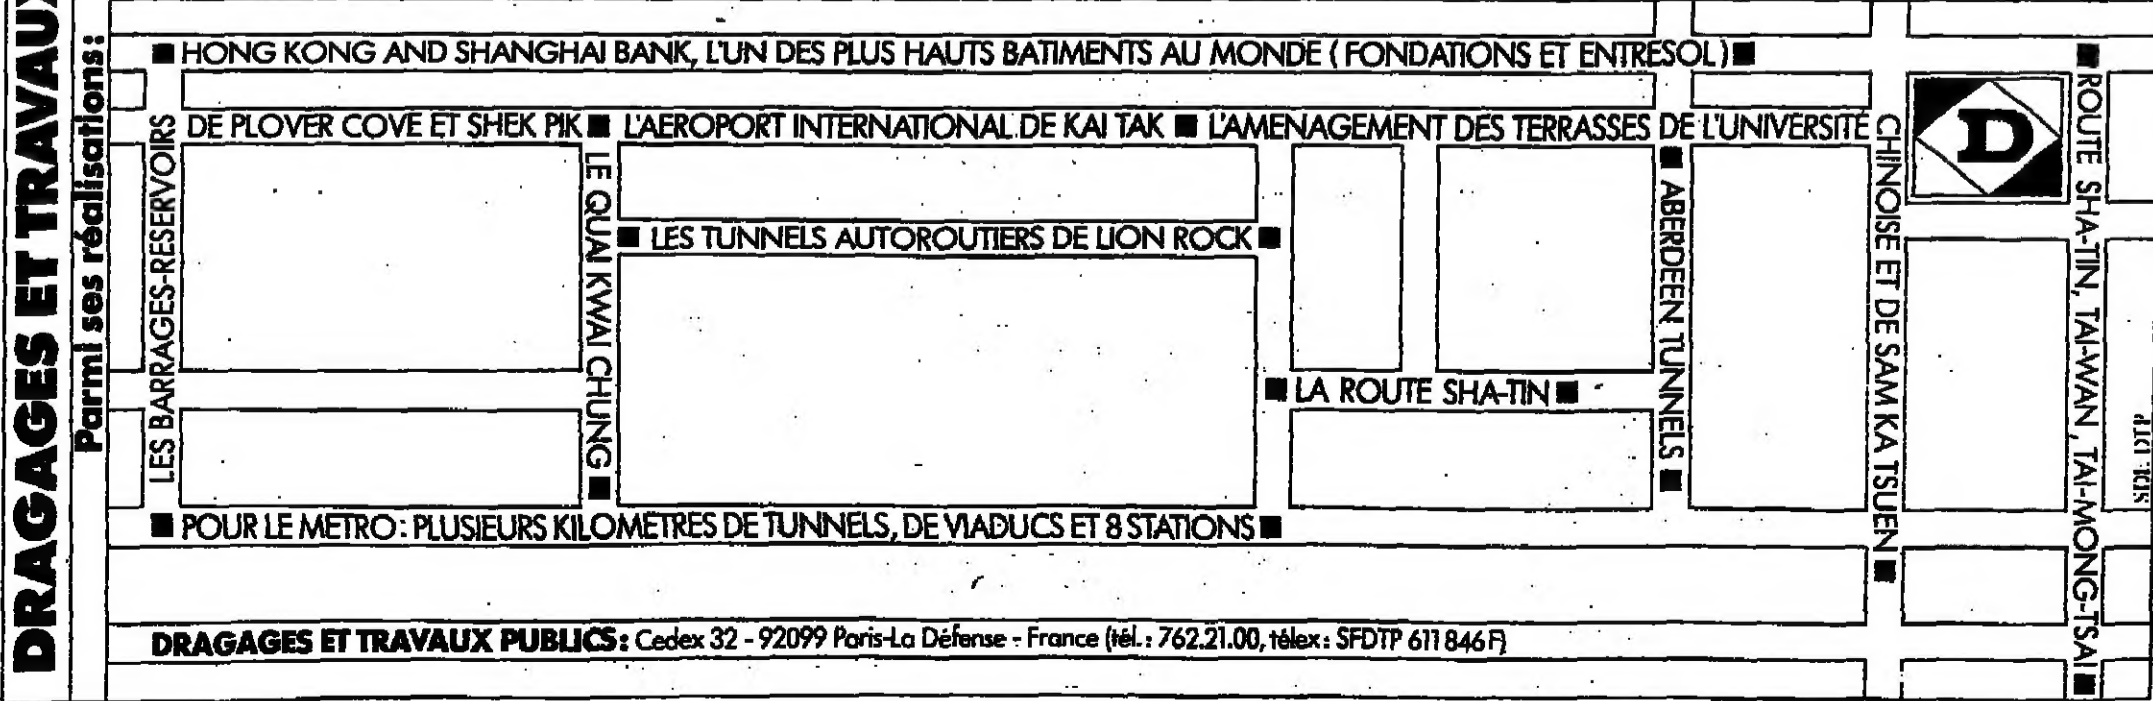 DRAGAGES ET TRAVAUX
Parmi ses réalisations:
■ HONG KONG AND SHANGHAI BANK, L'UN DES PLUS HAUTS BATIMENTS AU MONDE (FONDATIONS ET ENTRESOL) ■
LES BARRAGES-RESERVOIRS
DE PLOVER COVE ET SHEK PIK ■ L'AEROPORT INTERNATIONAL DE KAI TAK ■ L'AMENAGEMENT DES TERRASSES DE L'UNIVERSITÉ
CHINOISE ET DE SAM KA TSUEN ■
LE QUAI KWAI CHUNG ■
■ LES TUNNELS AUTOROUTIERS DE LION ROCK ■
■ ABERDEEN TUNNELS ■
■ LA ROUTE SHA-TIN ■
D
■ ROUTE SHA-TIN, TAI-WAN, TAI-MONG-TSAI ■
■ POUR LE METRO: PLUSIEURS KILOMETRES DE TUNNELS, DE VIADUCS ET 8 STATIONS ■
DRAGAGES ET TRAVAUX PUBLICS: Cedex 32 - 92099 Paris-La Défense - France (tél.: 762.21.00, télex: SFDTP 611 846 F)